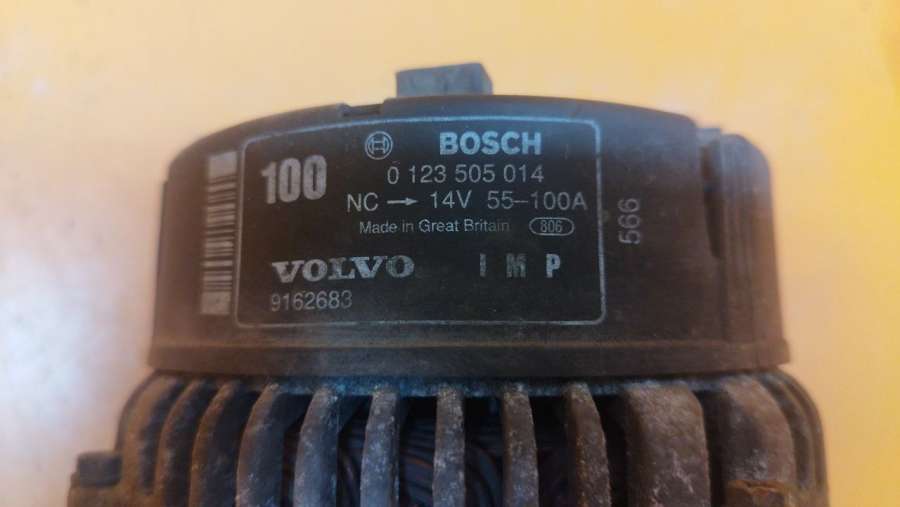 100
BOSCH
0 123 505 014
NC → 14V 55-100A
Made in Great Britain 806
VOLVO I M P
9162683
566